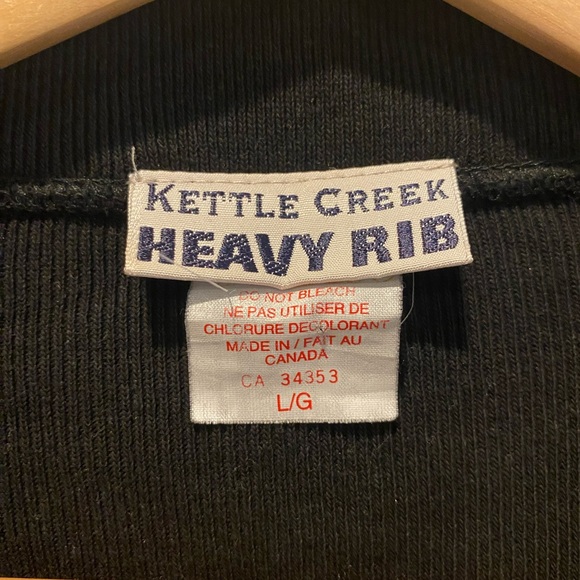 KETTLE CREEK
HEAVY RIB
DO NOT BLEACH
NE PAS UTILISER DE
CHLORURE DECOLORANT
MADE IN / FAIT AU
CANADA
CA 34353
L/G